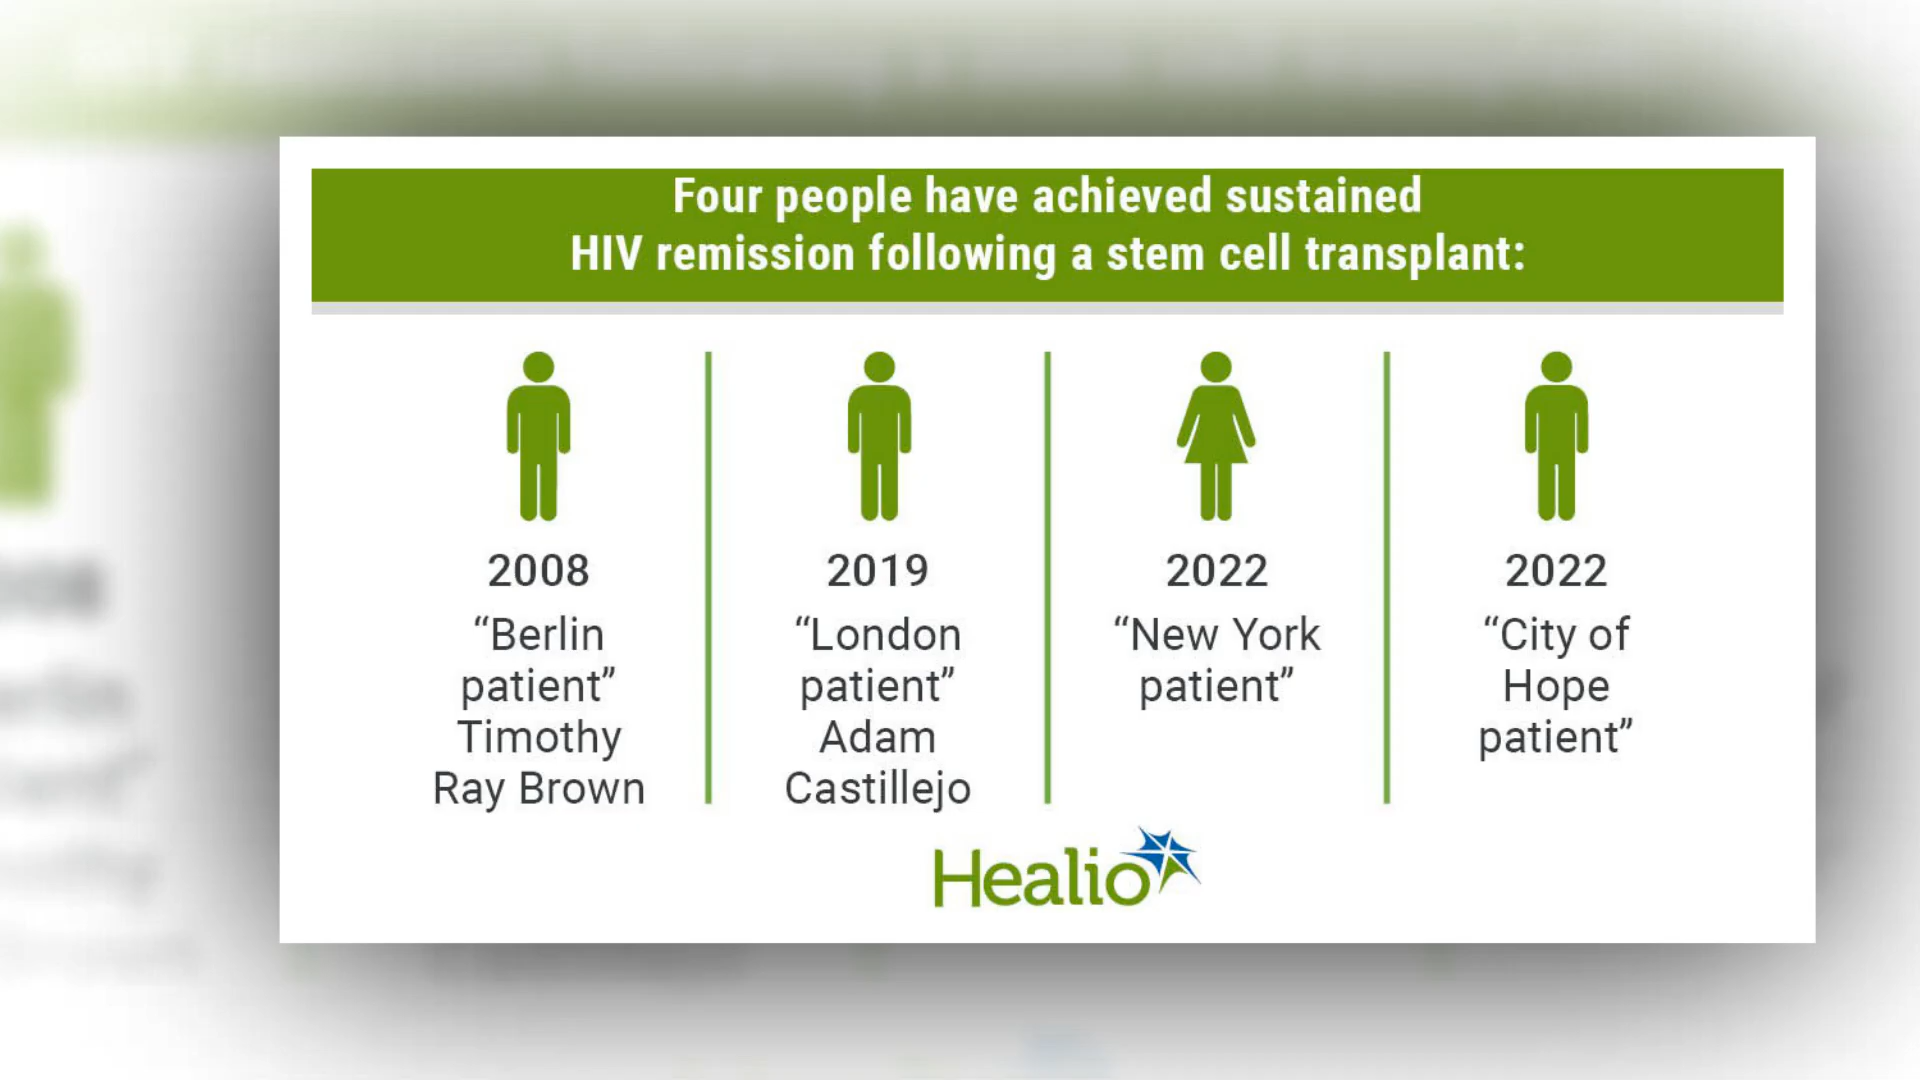 Four people have achieved sustained
HIV remission following a stem cell transplant:
2008
“Berlin
patient”
Timothy
Ray Brown
2019
“London
patient”
Adam
Castillejo
2022
“New York
patient”
2022
“City of
Hope
patient”
Healio